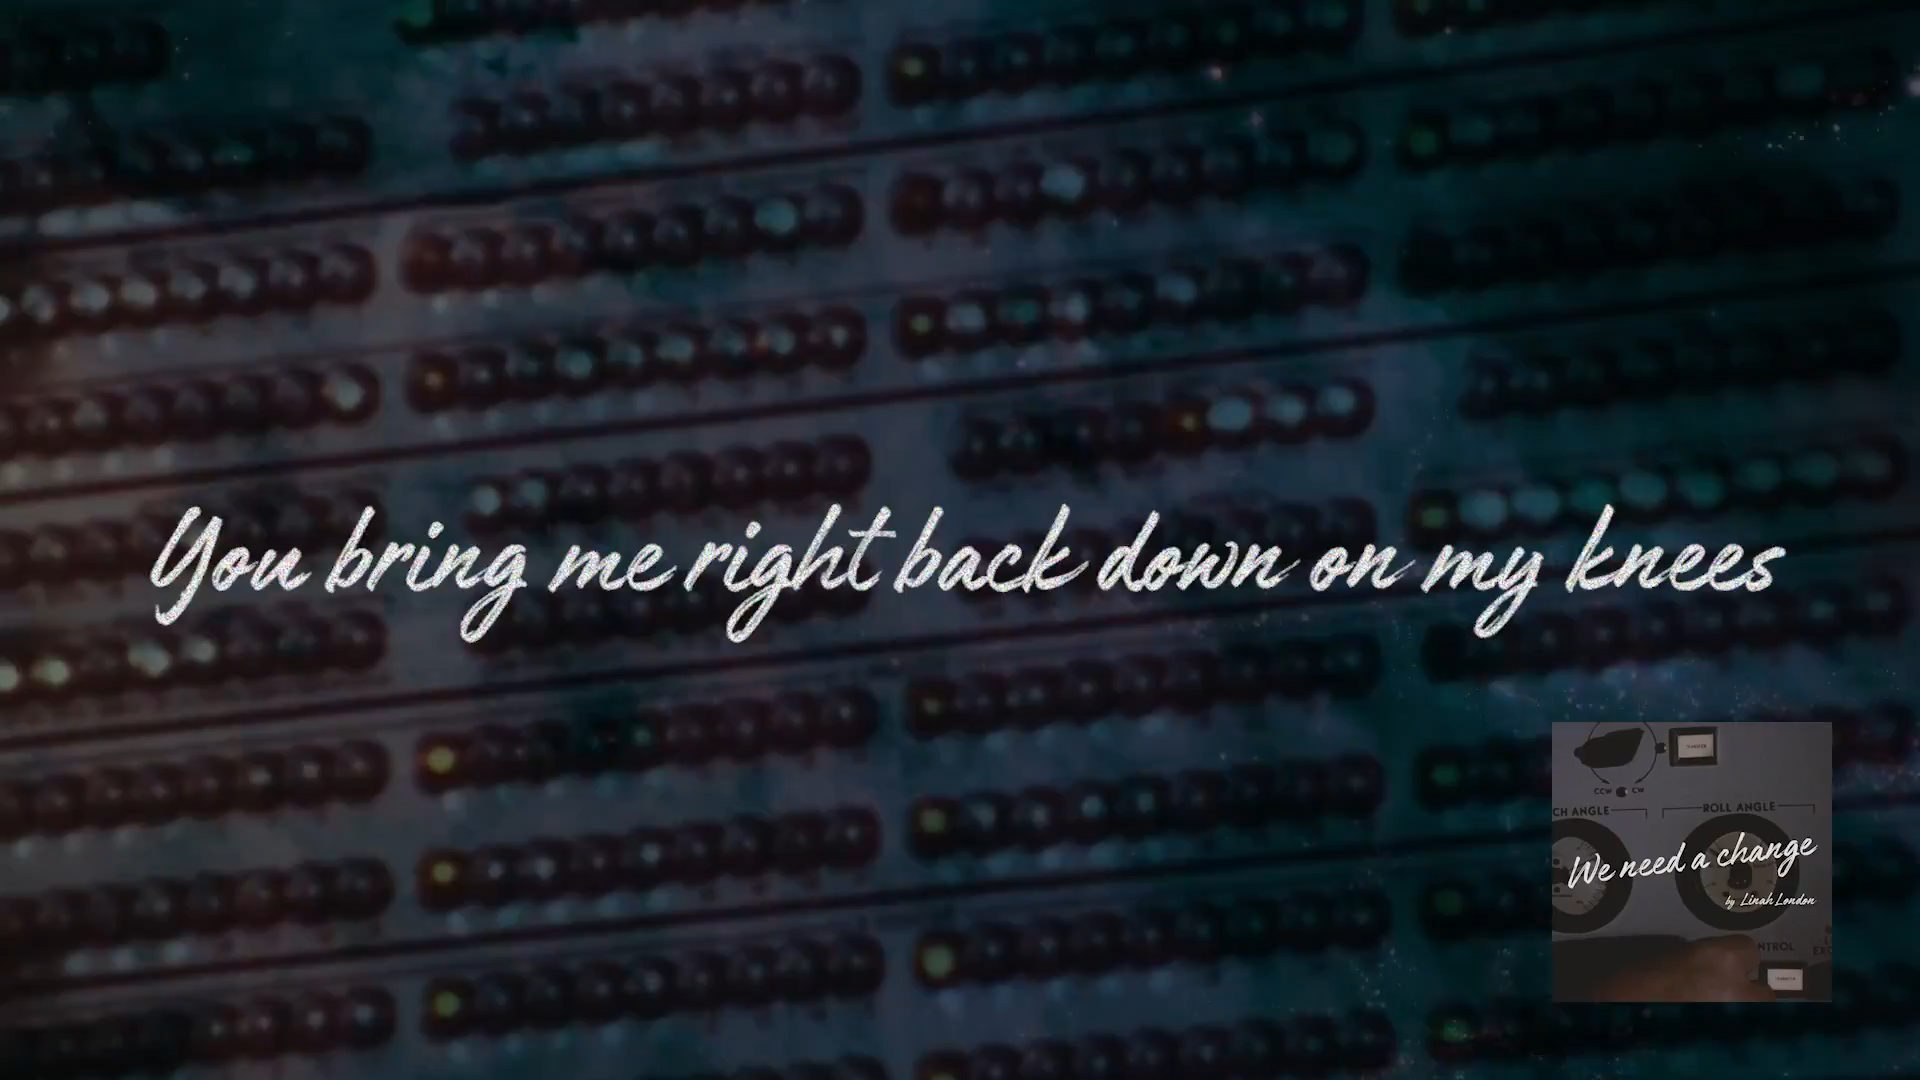 You bring me right back down on my knees
CCW CW
CH ANGLE
ROLL ANGLE
We need a change
by Linah London
NTROL